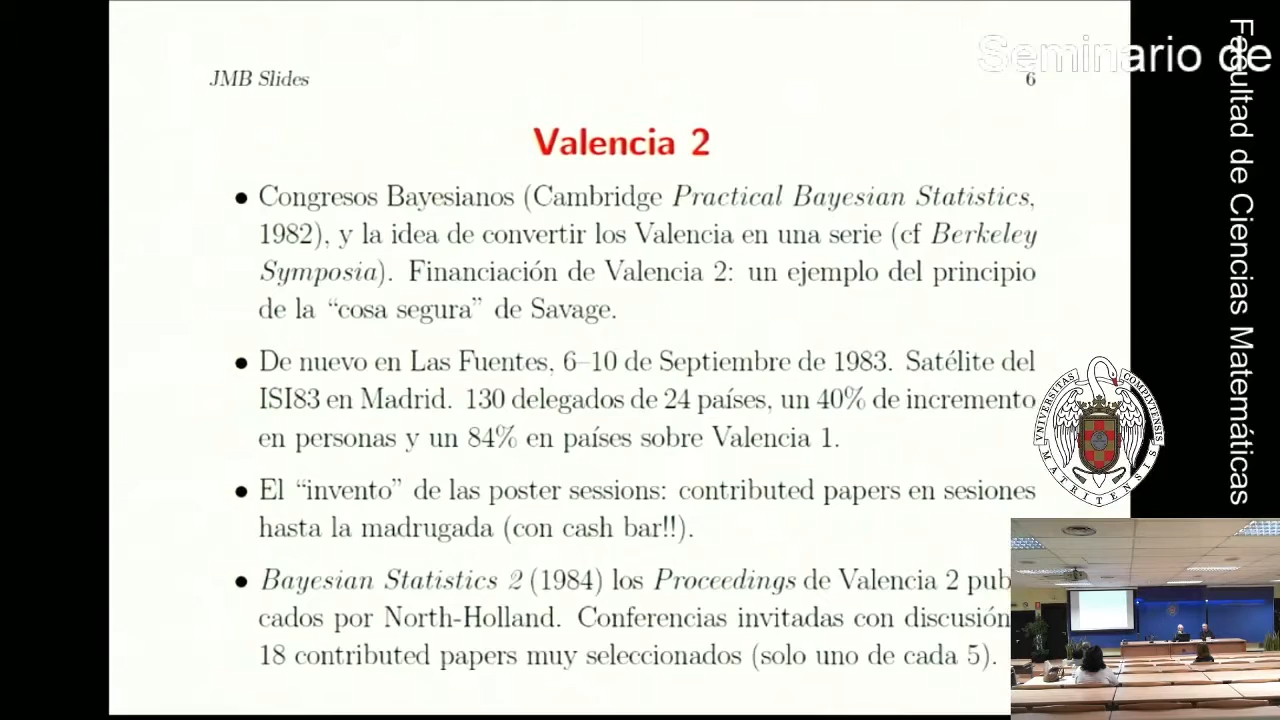 JMB Slides
6
Seminario de
Facultad de Ciencias Matemáticas
Valencia 2
• Congresos Bayesianos (Cambridge Practical Bayesian Statistics,
1982), y la idea de convertir los Valencia en una serie (cf Berkeley
Symposia). Financiación de Valencia 2: un ejemplo del principio
de la “cosa segura” de Savage.
• De nuevo en Las Fuentes, 6–10 de Septiembre de 1983. Satélite del
ISI83 en Madrid. 130 delegados de 24 países, un 40% de incremento
en personas y un 84% en países sobre Valencia 1.
• El “invento” de las poster sessions: contributed papers en sesiones
hasta la madrugada (con cash bar!!).
• Bayesian Statistics 2 (1984) los Proceedings de Valencia 2 pub
cados por North-Holland. Conferencias invitadas con discusión
18 contributed papers muy seleccionados (solo uno de cada 5).
UNIVERSITAS COMPLUTENSIS
MATRITENSIS